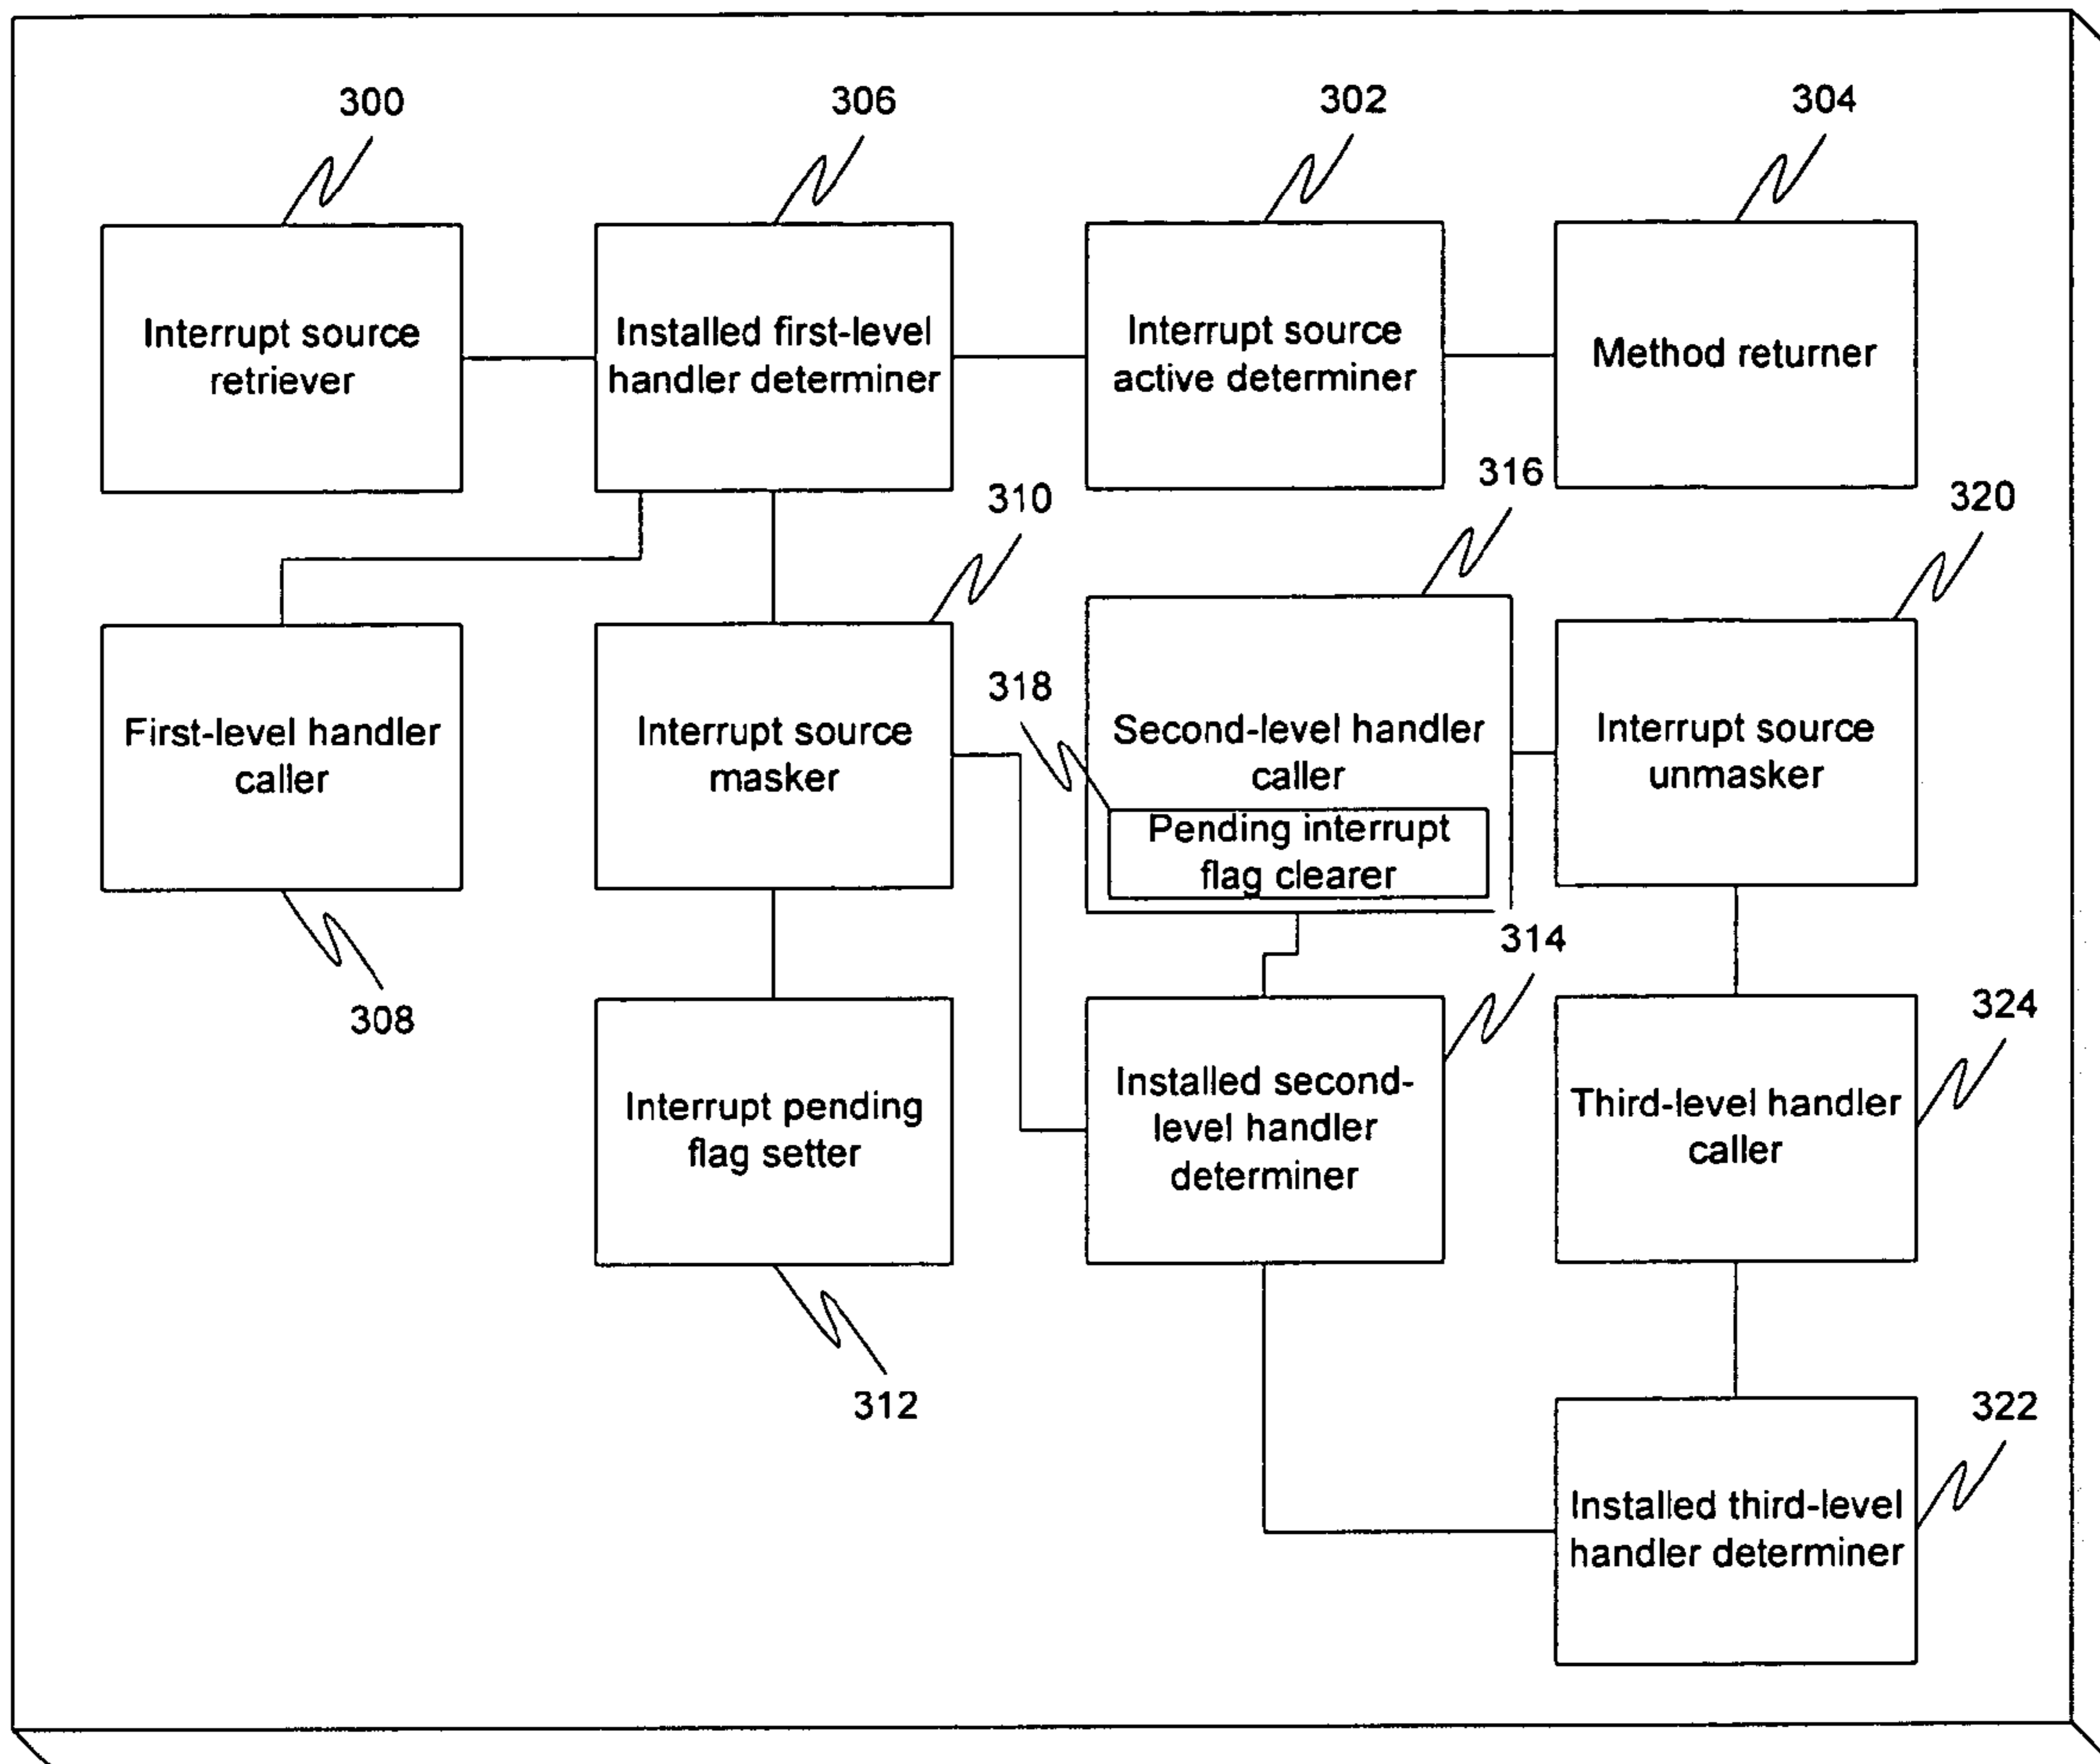 300
306
302
304
Interrupt source
retriever
Installed first-level
handler determiner
Interrupt source
active determiner
Method returner
310
316
320
318
First-level handler
caller
Interrupt source
masker
Second-level handler
caller
Pending interrupt
flag clearer
Interrupt source
unmasker
308
314
324
Interrupt pending
flag setter
Installed second-
level handler
determiner
Third-level handler
caller
312
322
Installed third-level
handler determiner